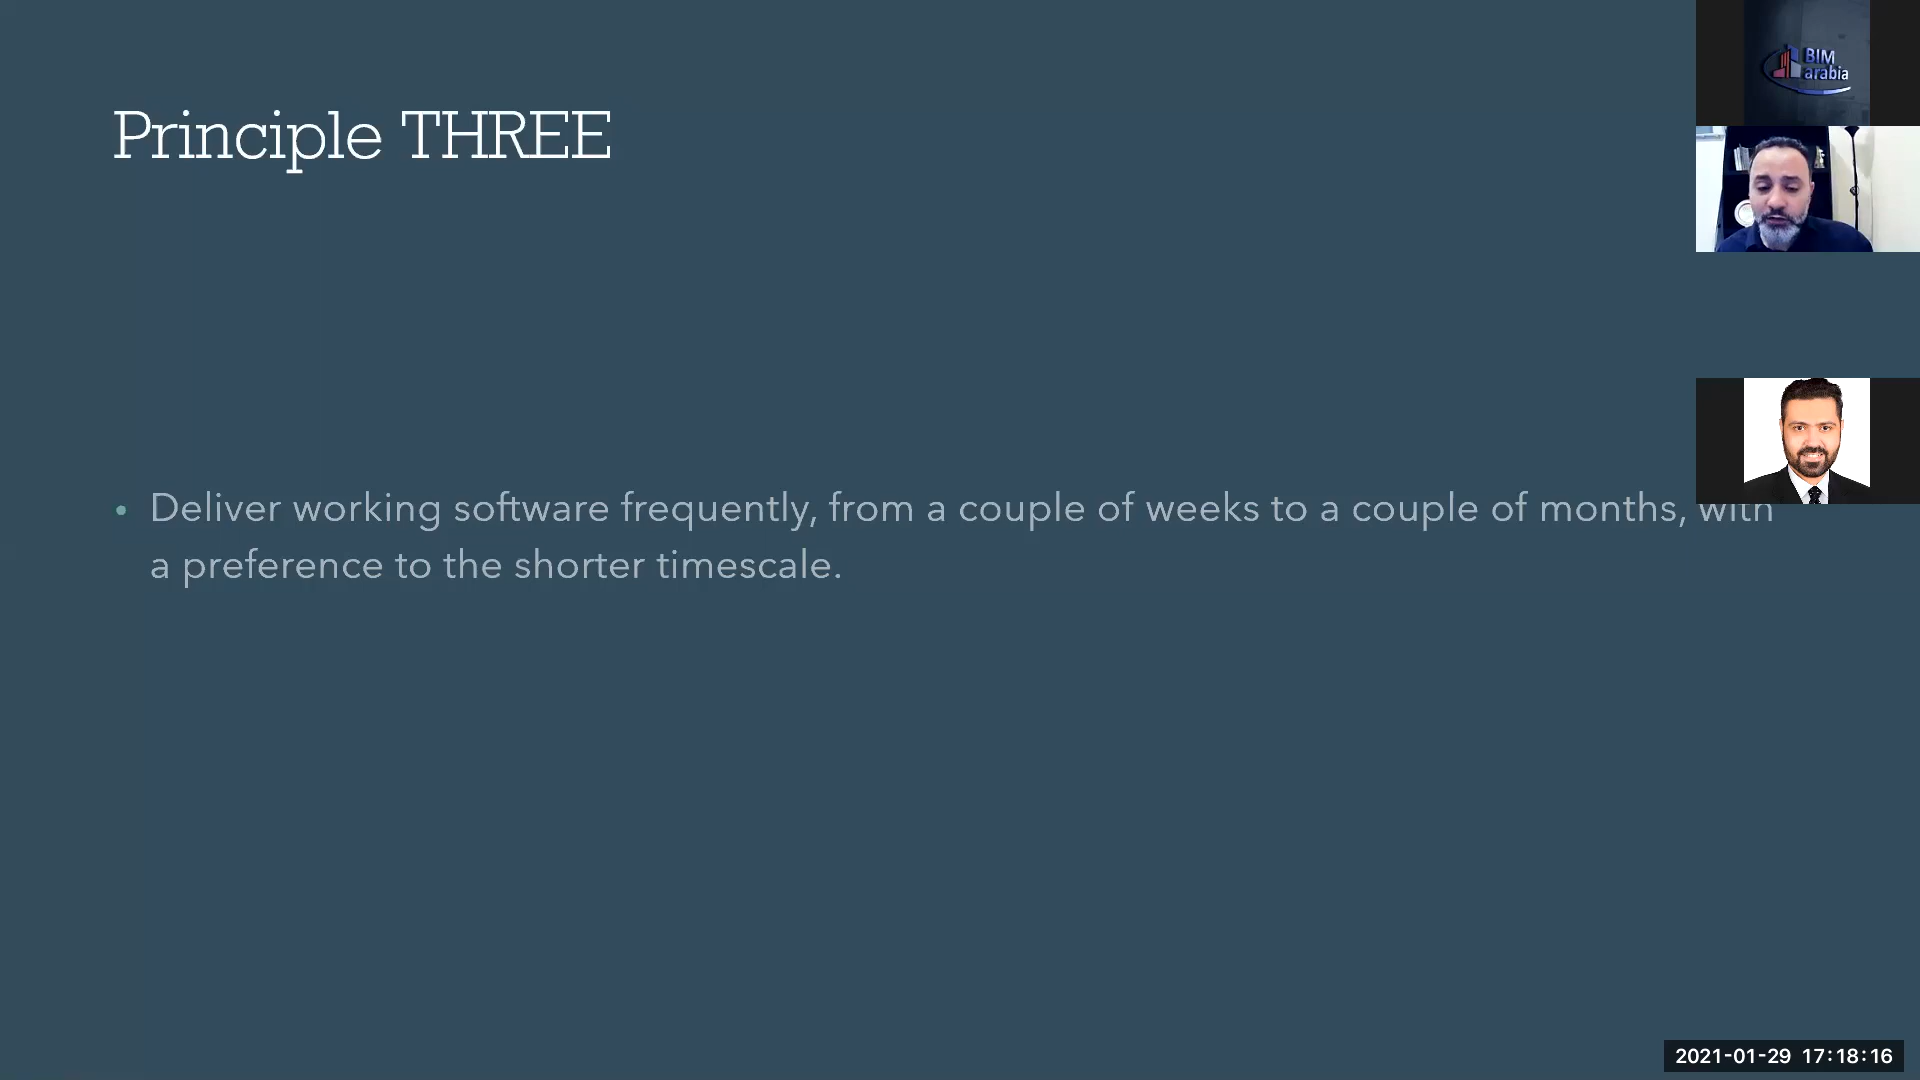 Principle THREE
BIM
arabia
• Deliver working software frequently, from a couple of weeks to a couple of months, with
a preference to the shorter timescale.
2021-01-29 17:18:16